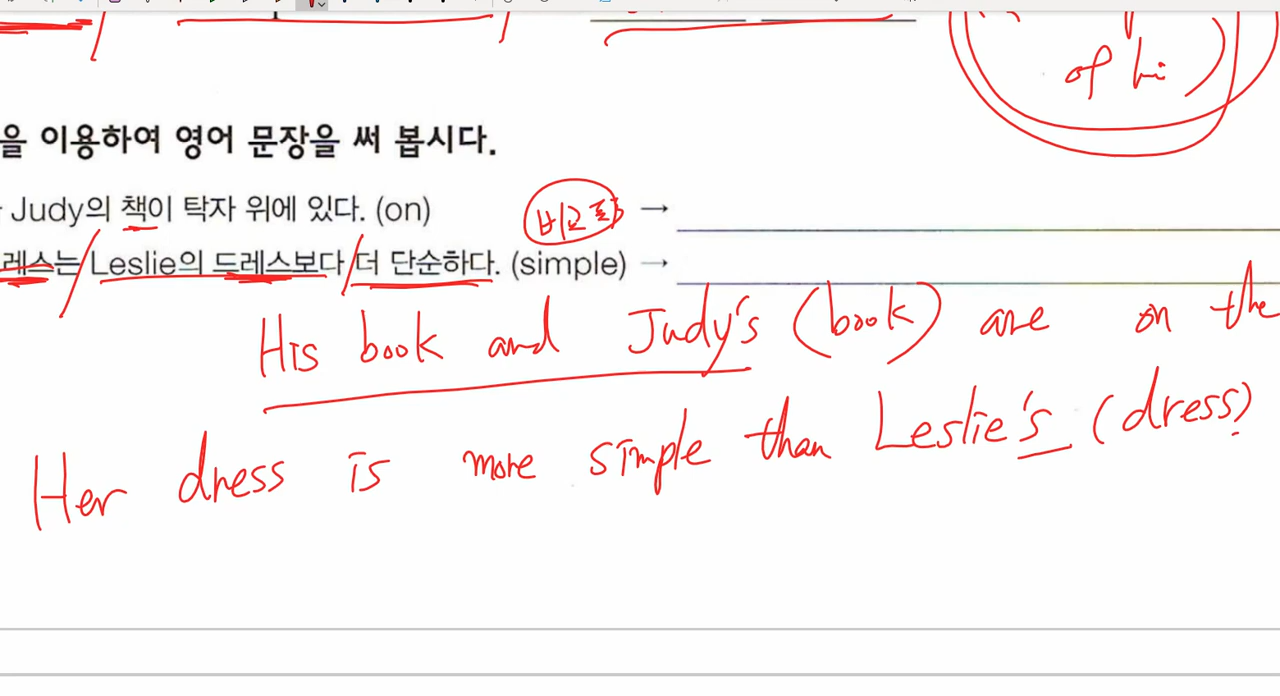 of hi
을 이용하여 영어 문장을 써 봅시다.
Judy의 책이 탁자 위에 있다. (on) 비교급 →
레스는 Leslie의 드레스보다 더 단순하다. (simple) →
His book and Judy's (book) are on the
Her dress is more simple than Leslie's (dress)